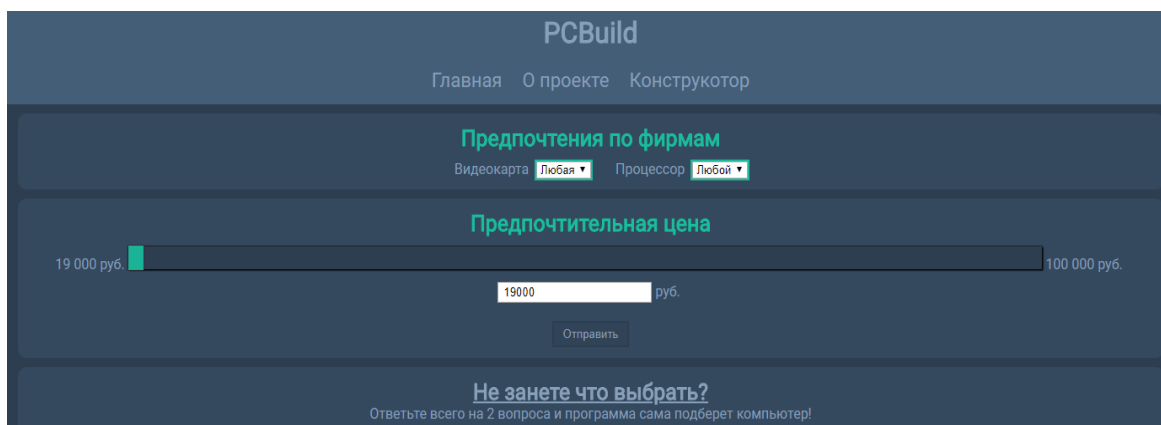 PCBuild
Главная О проекте Конструкотор
Предпочтения по фирмам
Видеокарта Любая Процессор Любой
Предпочтительная цена
19 000 руб. 100 000 руб.
19000 руб.
Отправить
Не занете что выбрать?
Ответьте всего на 2 вопроса и программа сама подберет компьютер!